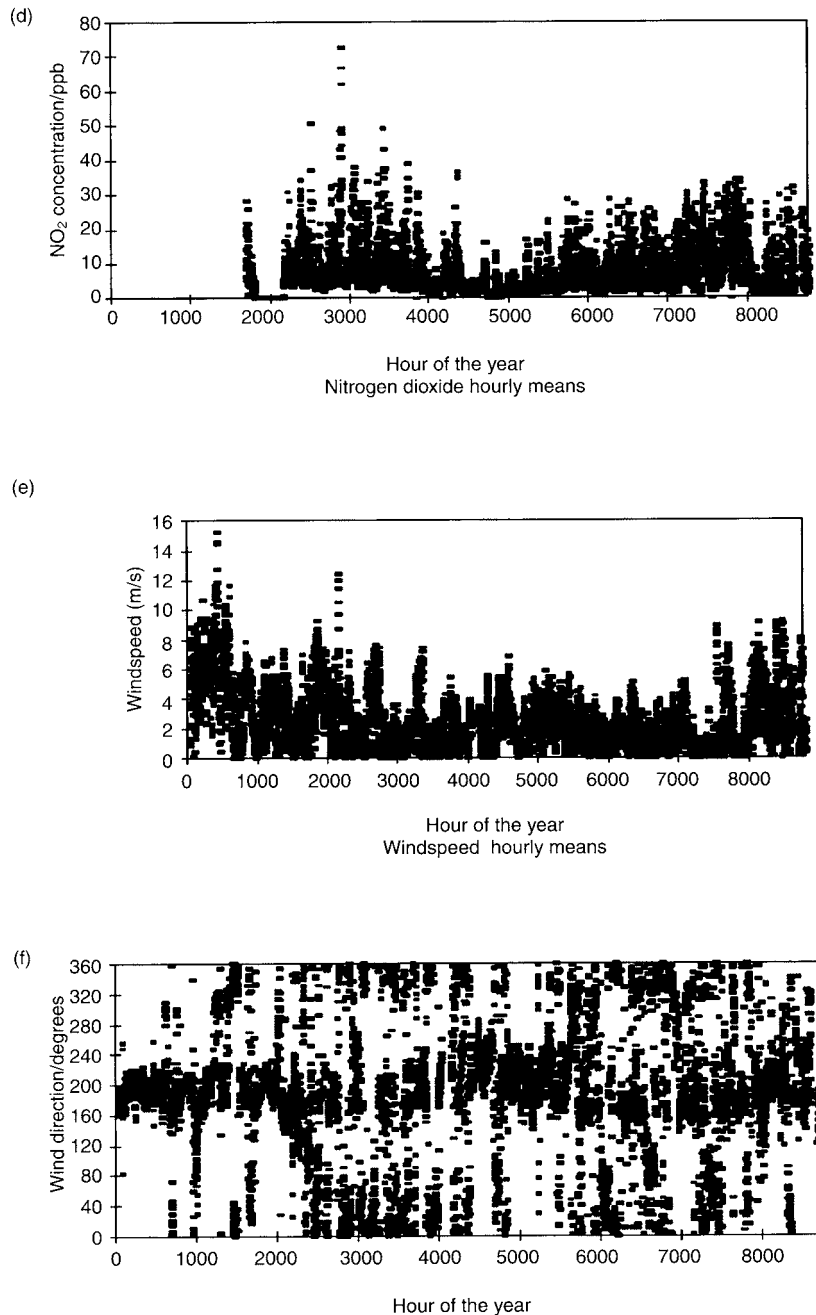 (d)
80
70
60
50
40
30
20
10
0
NO₂ concentration/ppb
0 1000 2000 3000 4000 5000 6000 7000 8000
Hour of the year
Nitrogen dioxide hourly means
(e)
16
14
12
10
8
6
4
2
0
Windspeed (m/s)
0 1000 2000 3000 4000 5000 6000 7000 8000
Hour of the year
Windspeed hourly means
(f)
360
320
280
240
200
160
120
80
40
0
Wind direction/degrees
0 1000 2000 3000 4000 5000 6000 7000 8000
Hour of the year